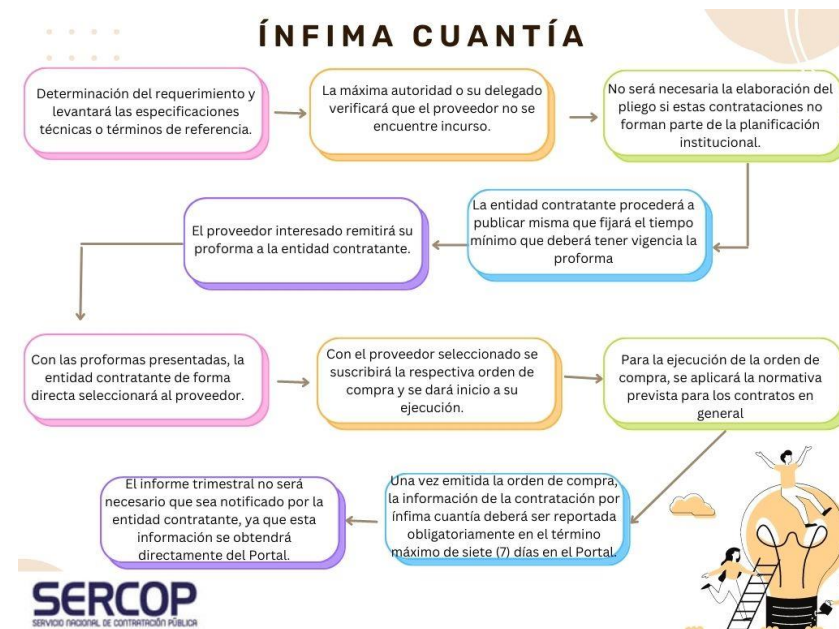 ÍNFIMA CUANTÍA
Determinación del requerimiento y
levantará las especificaciones
técnicas o términos de referencia.
La máxima autoridad o su delegado
verificará que el proveedor no se
encuentre incurso.
No será necesaria la elaboración del
pliego si estas contrataciones no
forman parte de la planificación
institucional.
La entidad contratante procederá a
publicar misma que fijará el tiempo
mínimo que deberá tener vigencia la
proforma
El proveedor interesado remitirá su
proforma a la entidad contratante.
Con las proformas presentadas, la
entidad contratante de forma
directa seleccionará al proveedor.
Con el proveedor seleccionado se
suscribirá la respectiva orden de
compra y se dará inicio a su
ejecución.
Para la ejecución de la orden de
compra, se aplicará la normativa
prevista para los contratos en
general
Una vez emitida la orden de compra,
la información de la contratación por
ínfima cuantía deberá ser reportada
obligatoriamente en el término
máximo de siete (7) días en el Portal.
El informe trimestral no será
necesario que sea notificado por la
entidad contratante, ya que esta
información se obtendrá
directamente del Portal.
SERCOP
SERVICIO NACIONAL DE CONTRATACIÓN PÚBLICA